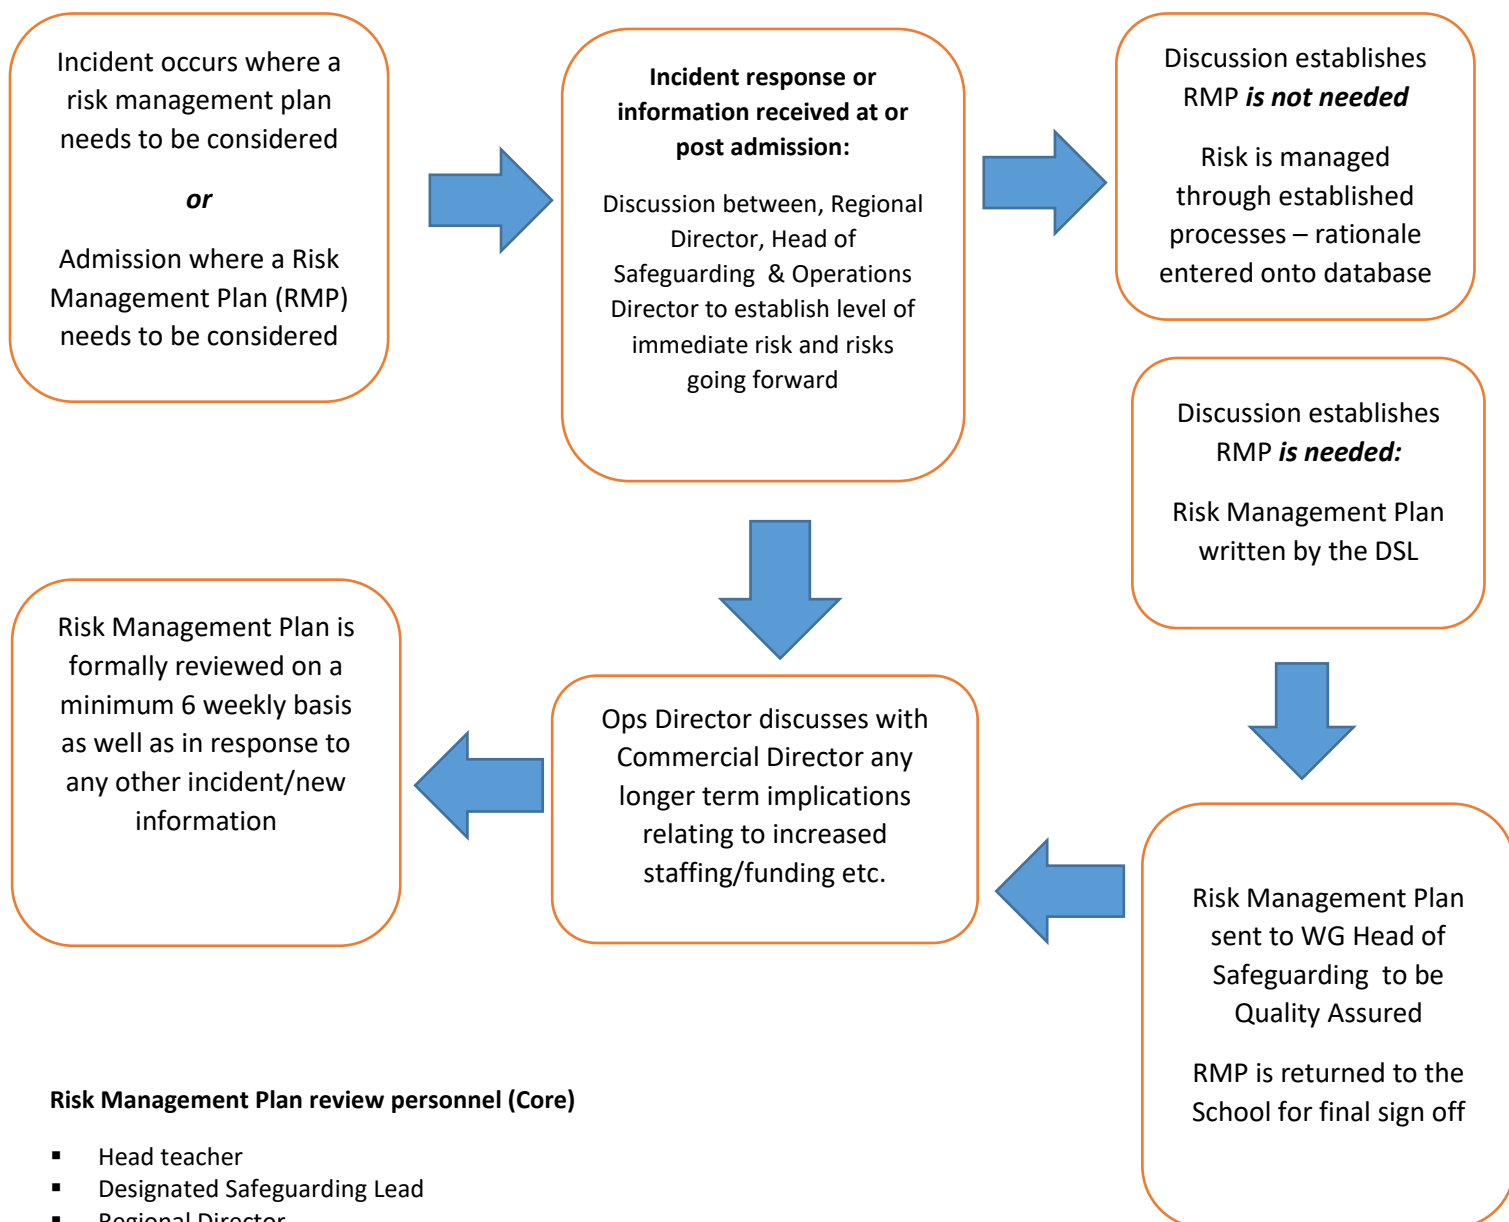 Incident occurs where a
risk management plan
needs to be considered
or
Admission where a Risk
Management Plan (RMP)
needs to be considered
Incident response or
information received at or
post admission:
Discussion between, Regional
Director, Head of
Safeguarding & Operations
Director to establish level of
immediate risk and risks
going forward
Discussion establishes
RMP is not needed
Risk is managed
through established
processes – rationale
entered onto database
Discussion establishes
RMP is needed:
Risk Management Plan
written by the DSL
Risk Management Plan
sent to WG Head of
Safeguarding to be
Quality Assured
RMP is returned to the
School for final sign off
Ops Director discusses with
Commercial Director any
longer term implications
relating to increased
staffing/funding etc.
Risk Management Plan is
formally reviewed on a
minimum 6 weekly basis
as well as in response to
any other incident/new
information
Risk Management Plan review personnel (Core)
▪ Head teacher
▪ Designated Safeguarding Lead
▪ Regional Director